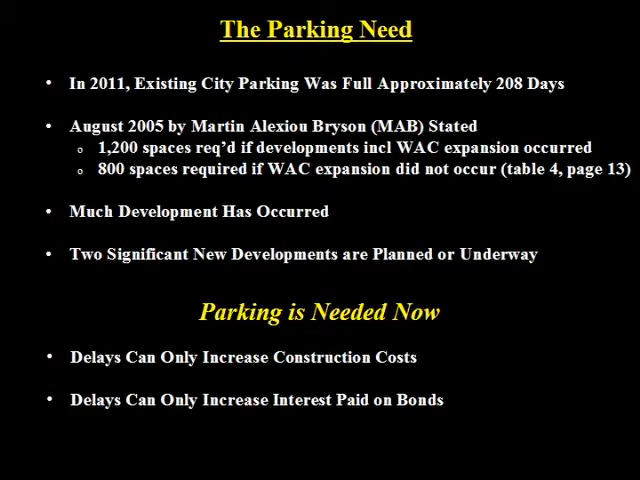 The Parking Need
• In 2011, Existing City Parking Was Full Approximately 208 Days
• August 2005 by Martin Alexiou Bryson (MAB) Stated
o 1,200 spaces req'd if developments incl WAC expansion occurred
o 800 spaces required if WAC expansion did not occur (table 4, page 13)
• Much Development Has Occurred
• Two Significant New Developments are Planned or Underway
Parking is Needed Now
• Delays Can Only Increase Construction Costs
• Delays Can Only Increase Interest Paid on Bonds